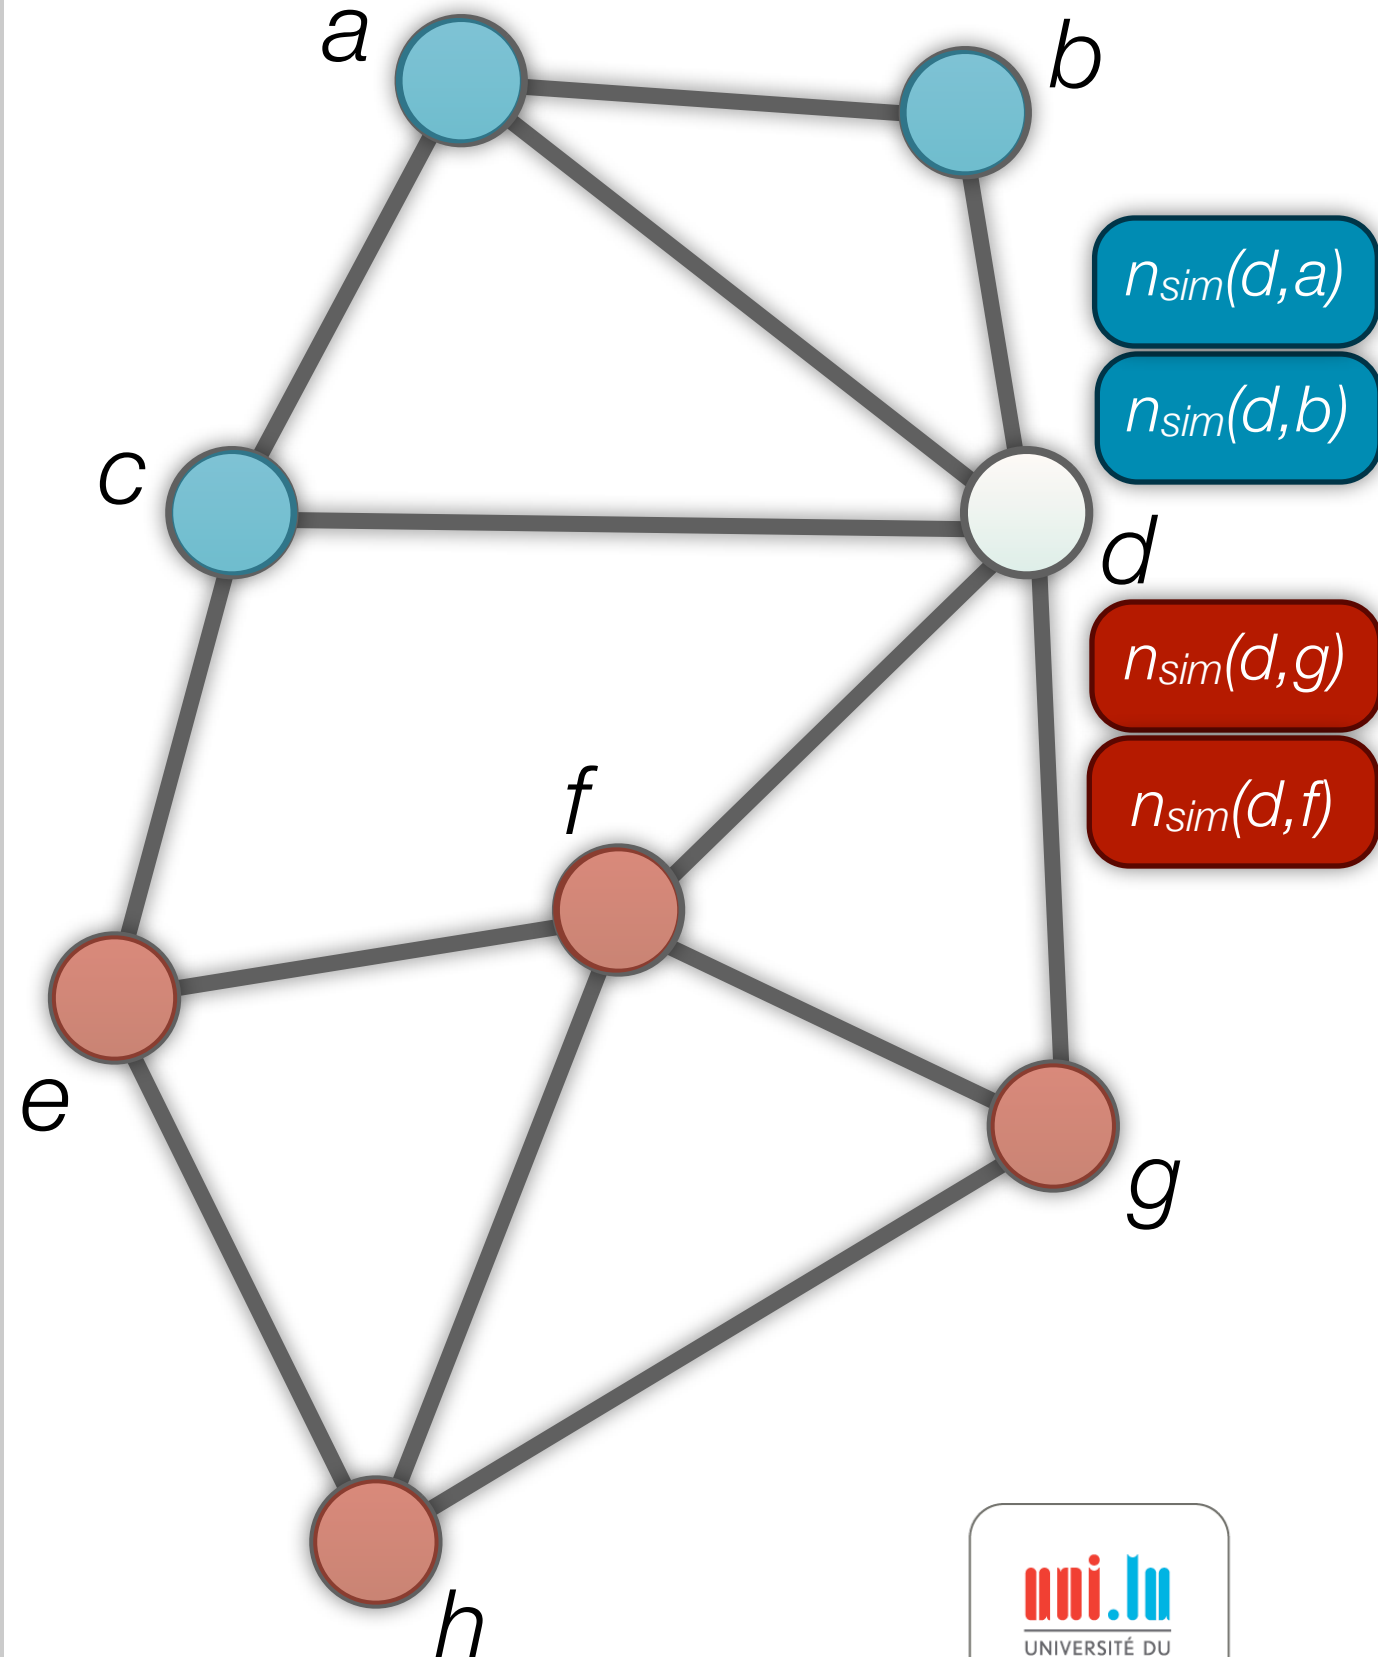 a
b
nsim(d,a)
nsim(d,b)
c
d
nsim(d,g)
nsim(d,f)
f
e
g
h
uni.lu
UNIVERSITÉ DU